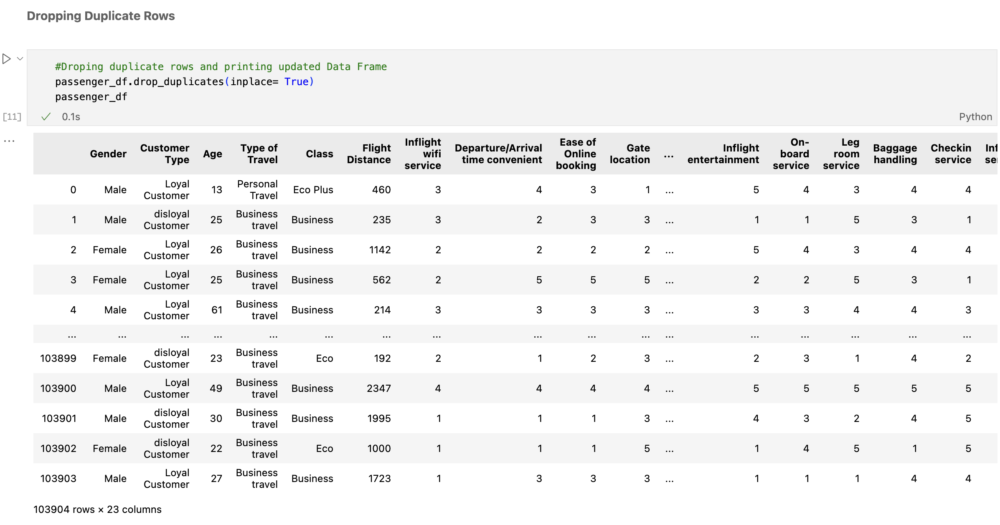 Dropping Duplicate Rows
#Droping duplicate rows and printing updated Data Frame
passenger_df.drop_duplicates(inplace= True)
passenger_df
[11] 0.1s Python
...
Gender Customer Type Age Type of Travel Class Flight Distance Inflight wifi service Departure/Arrival time convenient Ease of Online booking Gate location ... Inflight entertainment On-board service Leg room service Baggage handling Checkin service Inf se
0 Male Loyal Customer 13 Personal Travel Eco Plus 460 3 4 3 1 ... 5 4 3 4 4
1 Male disloyal Customer 25 Business travel Business 235 3 2 3 3 ... 1 1 5 3 1
2 Female Loyal Customer 26 Business travel Business 1142 2 2 2 2 ... 5 4 3 4 4
3 Female Loyal Customer 25 Business travel Business 562 2 5 5 5 ... 2 2 5 3 1
4 Male Loyal Customer 61 Business travel Business 214 3 3 3 3 ... 3 3 4 4 3
... ... ... ... ... ... ... ... ... ... ... ... ... ... ... ... ...
103899 Female disloyal Customer 23 Business travel Eco 192 2 1 2 3 ... 2 3 1 4 2
103900 Male Loyal Customer 49 Business travel Business 2347 4 4 4 4 ... 5 5 5 5 5
103901 Male disloyal Customer 30 Business travel Business 1995 1 1 1 3 ... 4 3 2 4 5
103902 Female disloyal Customer 22 Business travel Eco 1000 1 1 1 5 ... 1 4 5 1 5
103903 Male Loyal Customer 27 Business travel Business 1723 1 3 3 3 ... 1 1 1 4 4
103904 rows × 23 columns